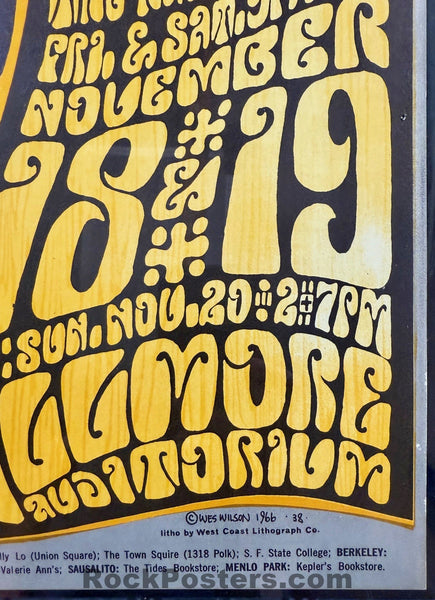 FRI. & SAT.
NOVEMBER
18 & 19
:SUN. NOV. 20 : 2 & 7PM
FILLMORE
AUDITORIUM
© WES WILSON 1966 · 38 ·
litho by West Coast Lithograph Co.
Lo (Union Square); The Town Squire (1318 Polk); S. F. State College; BERKELEY:
Valerie Ann's; SAUSALITO: The Tides Bookstore; MENLO PARK: Kepler's Bookstore.
RockPosters.com